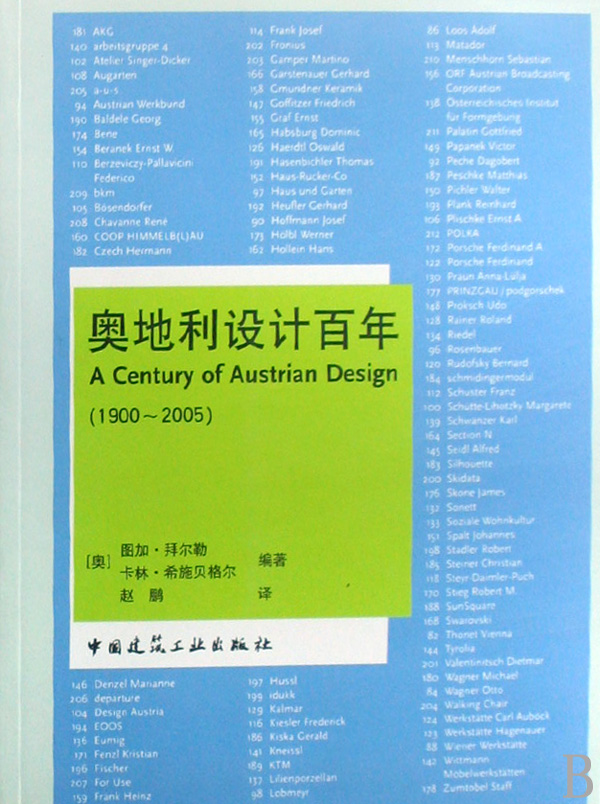 181 AKG
140 arbeitsgruppe 4
102 Atelier Singer-Dicker
108 Augarten
205 a-u-s
94 Austrian Werkbund
190 Baldele Georg
174 Bene
154 Beranek Ernst W
110 Berzeviczy-Pallavicini
Federico
209 bkm
105 Bösendorfer
208 Chavanne René
160 COOP HIMMELB(L)AU
182 Czech Hermann
114 Frank Josef
202 Fronius
203 Gamper Martino
166 Garstenauer Gerhard
158 Gmundner Keramik
147 Goffitzer Friedrich
155 Graf Ernst
165 Habsburg Dominic
126 Haerdtl Oswald
191 Hasenbichler Thomas
152 Haus-Rucker-Co
97 Haus und Garten
192 Heufler Gerhard
90 Hoffmann Josef
173 Hölbl Werner
162 Hollein Hans
86 Loos Adolf
113 Matador
210 Menschhorn Sebastian
156 ORF Austrian Broadcasting
Corporation
138 Österreichisches Institut
für Formgebung
211 Palatin Gottfried
149 Papanek Victor
92 Peche Dagobert
187 Peschke Matthias
150 Pichler Walter
193 Plank Reinhard
106 Plischke Ernst A
212 POLKA
172 Porsche Ferdinand A.
122 Porsche Ferdinand
130 Praun Anna-Lülja
177 PRINZGAU/podgorschek
148 Proksch Udo
128 Rainer Roland
134 Riedel
96 Rosenbauer
120 Rudofsky Bernard
184 schmidingermodul
112 Schuster Franz
100 Schütte-Lihotzky Margarete
139 Schwanzer Karl
164 Section N
145 Seidl Alfred
183 Silhouette
200 Skidata
176 Skone James
132 Sonett
133 Soziale Wohnkultur
151 Spalt Johannes
198 Stadler Robert
185 Steiner Christian
118 Steyr-Daimler-Puch
170 Stieg Robert M.
188 SunSquare
168 Swarovski
82 Thonet Vienna
144 Tyrolia
201 Valentinitsch Dietmar
180 Wagner Michael
84 Wagner Otto
204 Walking Chair
124 Werkstätte Carl Auböck
123 Werkstätte Hagenauer
88 Wiener Werkstätte
142 Wittmann
Möbelwerkstätten
178 Zumtobel Staff
奥地利设计百年
A Century of Austrian Design
(1900～2005)
[奥] 图加·拜尔勒
卡林·希施贝格尔 编著
赵 鹏 译
中国建筑工业出版社
146 Denzel Marianne
206 departure
104 Design Austria
194 EOOS
136 Eumig
171 Fenzl Kristian
196 Fischer
207 For Use
159 Frank Heinz
197 Hussl
199 idukk
129 Kalmar
116 Kiesler Frederick
186 Kiska Gerald
141 Kneissl
189 KTM
137 Lilienporzellan
98 Lobmeyr
B